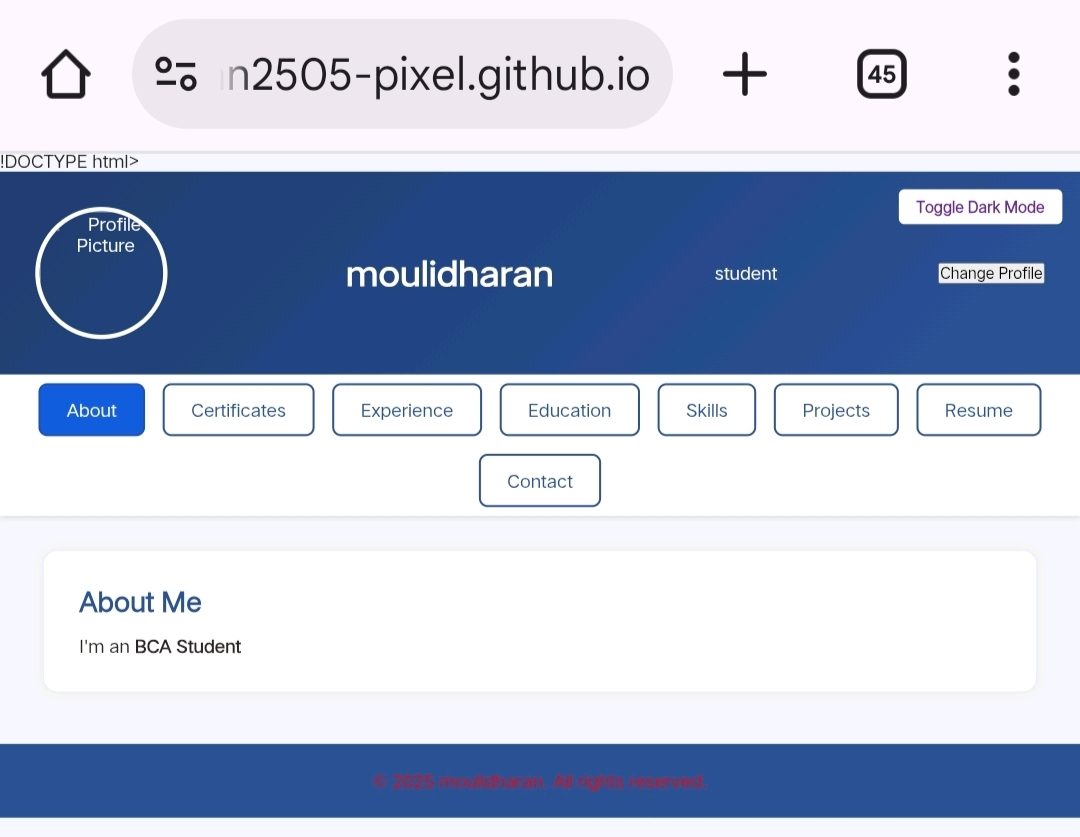 n2505-pixel.github.io
45
!DOCTYPE html>
Toggle Dark Mode
Profile
Picture
moulidharan
student
Change Profile
About
Certificates
Experience
Education
Skills
Projects
Resume
Contact
About Me
I'm an BCA Student
© 2025 moulidharan. All rights reserved.